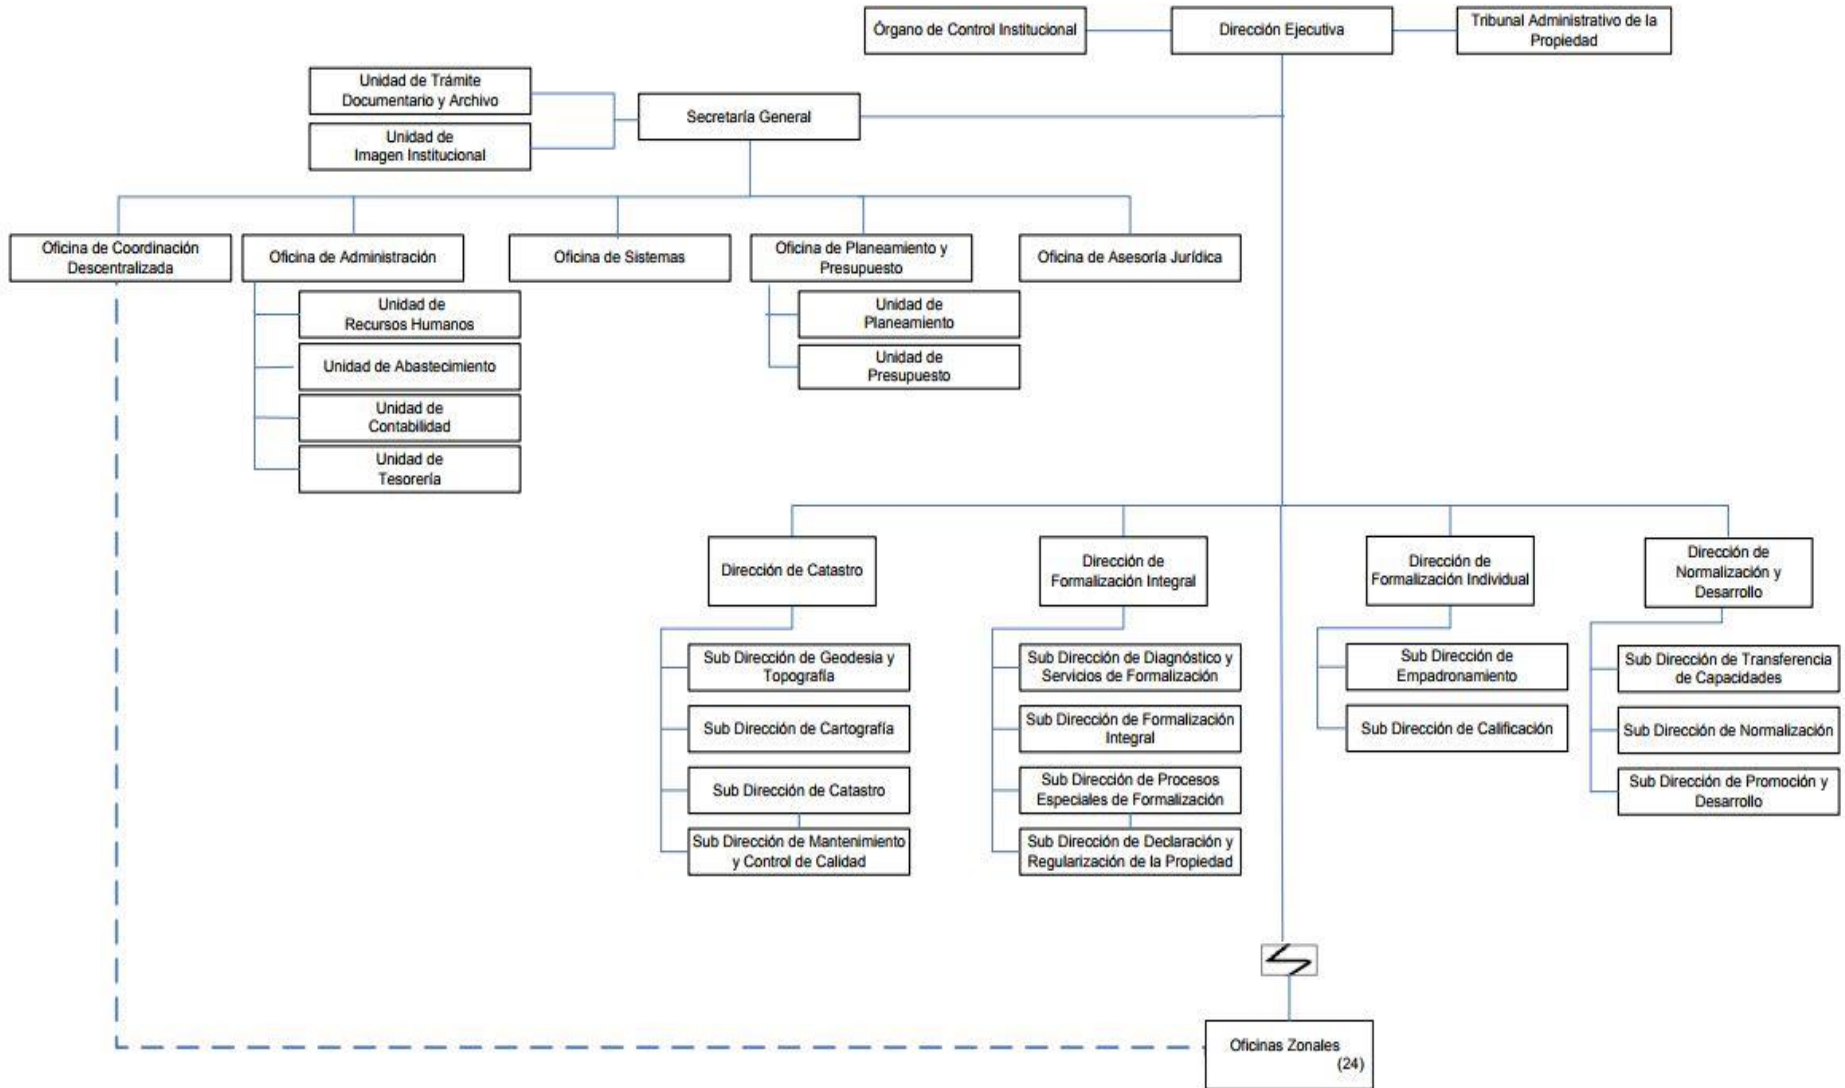 Órgano de Control Institucional
Dirección Ejecutiva
Tribunal Administrativo de la
Propiedad
Unidad de Trámite
Documentario y Archivo
Secretaría General
Unidad de
Imagen Institucional
Oficina de Coordinación
Descentralizada
Oficina de Administración
Oficina de Sistemas
Oficina de Planeamiento y
Presupuesto
Oficina de Asesoría Jurídica
Unidad de
Recursos Humanos
Unidad de Abastecimiento
Unidad de
Contabilidad
Unidad de
Tesorería
Unidad de
Planeamiento
Unidad de
Presupuesto
Dirección de Catastro
Dirección de
Formalización Integral
Dirección de
Formalización Individual
Dirección de
Normalización y
Desarrollo
Sub Dirección de Geodesia y
Topografía
Sub Dirección de Cartografía
Sub Dirección de Catastro
Sub Dirección de Mantenimiento
y Control de Calidad
Sub Dirección de Diagnóstico y
Servicios de Formalización
Sub Dirección de Formalización
Integral
Sub Dirección de Procesos
Especiales de Formalización
Sub Dirección de Declaración y
Regularización de la Propiedad
Sub Dirección de
Empadronamiento
Sub Dirección de Calificación
Sub Dirección de Transferencia
de Capacidades
Sub Dirección de Normalización
Sub Dirección de Promoción y
Desarrollo
Oficinas Zonales
(24)